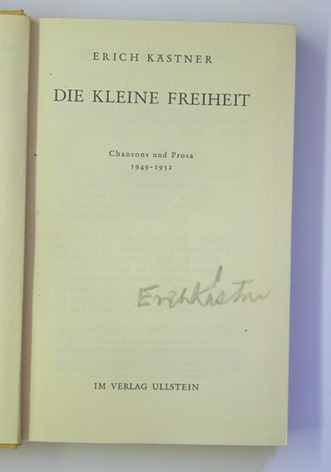 ERICH KÄSTNER
DIE KLEINE FREIHEIT
Chansons und Prosa
1949-1952
Erich Kästner
IM VERLAG ULLSTEIN